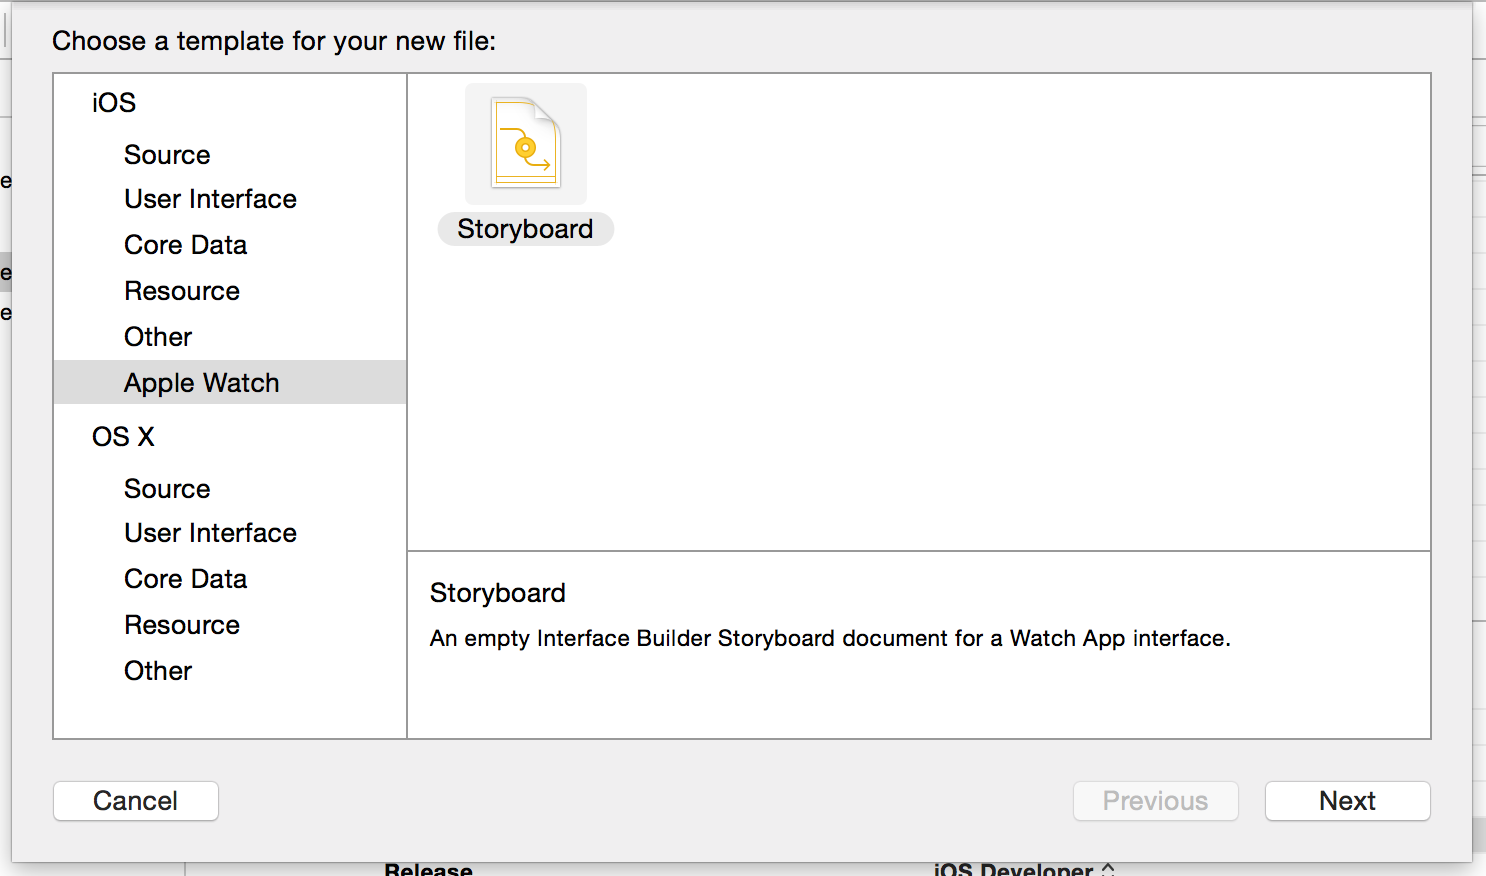 Choose a template for your new file:
iOS
Source
User Interface
Core Data
Resource
Other
Apple Watch
OS X
Source
User Interface
Core Data
Resource
Other
Storyboard
Storyboard
An empty Interface Builder Storyboard document for a Watch App interface.
Cancel
Previous
Next
Release
iOS Developer
e
e
e